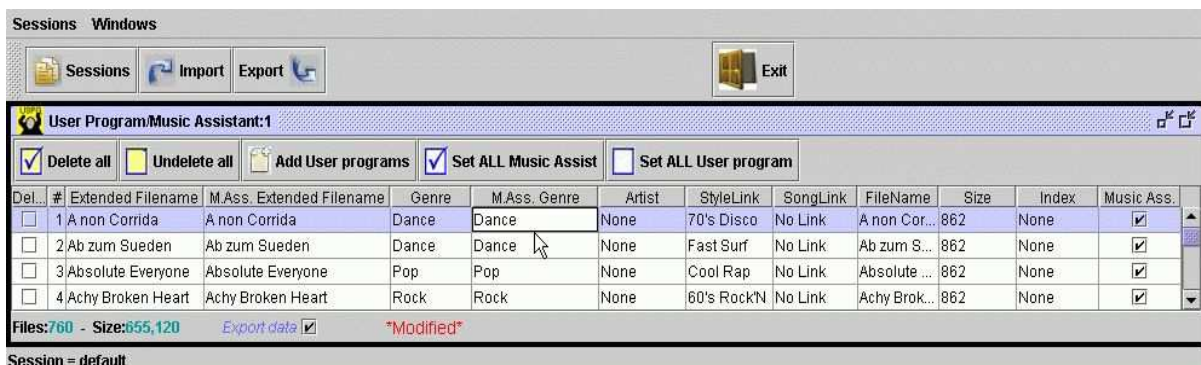 Sessions Windows
Sessions Import Export Exit
User Program/Music Assistant:1
Delete all Undelete all Add User programs Set ALL Music Assist Set ALL User program
Del... # Extended Filename M.Ass. Extended Filename Genre M.Ass. Genre Artist StyleLink SongLink FileName Size Index Music Ass.
1 A non Corrida A non Corrida Dance Dance None 70's Disco No Link A non Cor... 862 None
2 Ab zum Sueden Ab zum Sueden Dance Dance None Fast Surf No Link Ab zum S... 862 None
3 Absolute Everyone Absolute Everyone Pop Pop None Cool Rap No Link Absolute ... 862 None
4 Achy Broken Heart Achy Broken Heart Rock Rock None 60's Rock'N No Link Achy Brok... 862 None
Files:760 - Size:655,120 Export data *Modified*
Session = default